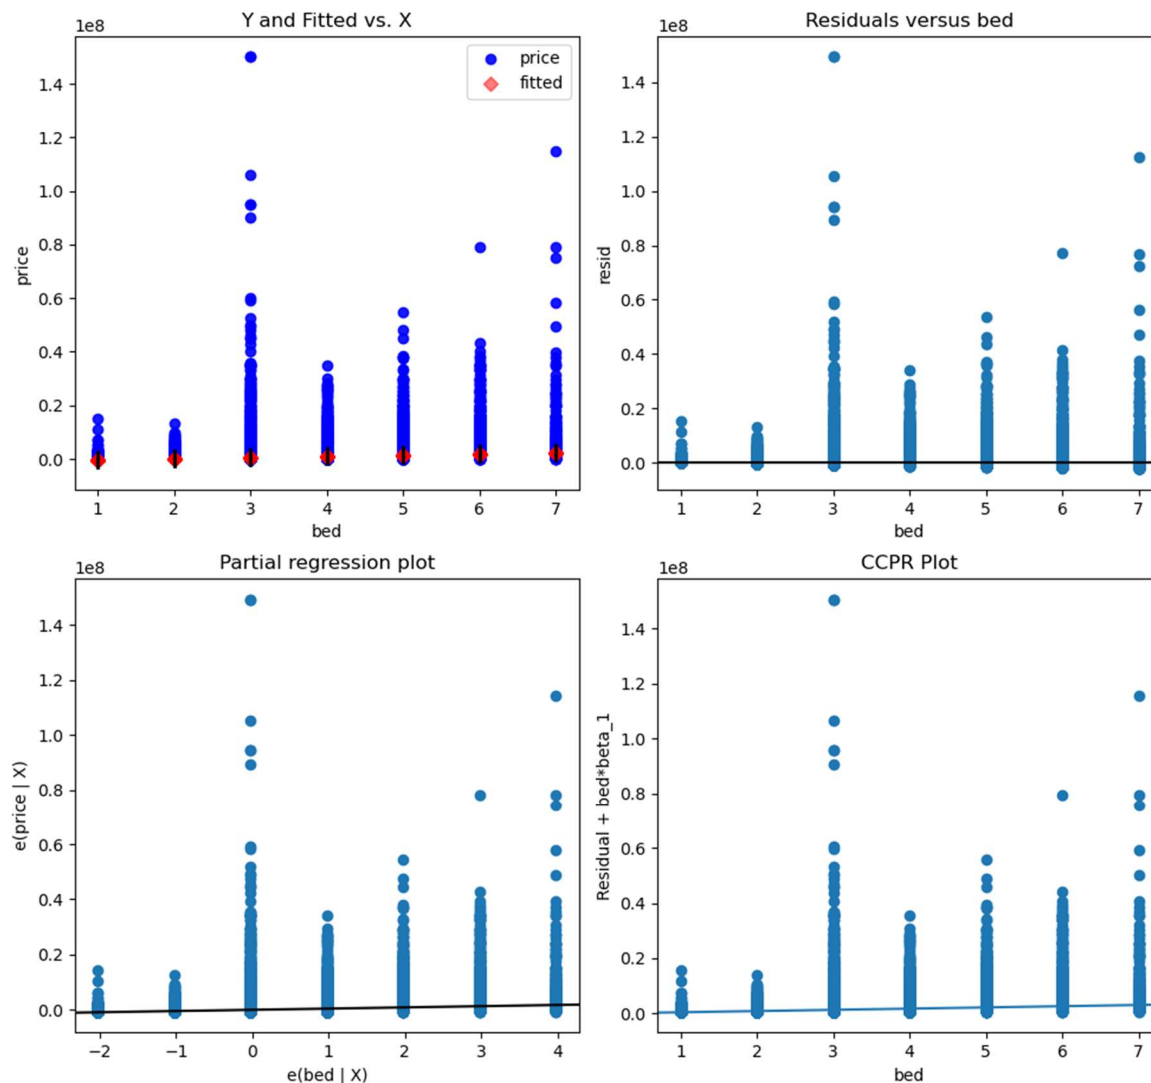 Y and Fitted vs. X
1e8
price
fitted
1.4
1.2
1.0
0.8
0.6
0.4
0.2
0.0
price
1 2 3 4 5 6 7
bed
Residuals versus bed
1e8
1.4
1.2
1.0
0.8
0.6
0.4
0.2
0.0
resid
1 2 3 4 5 6 7
bed
Partial regression plot
1e8
1.4
1.2
1.0
0.8
0.6
0.4
0.2
0.0
e(price | X)
−2 −1 0 1 2 3 4
e(bed | X)
CCPR Plot
1e8
1.4
1.2
1.0
0.8
0.6
0.4
0.2
0.0
Residual + bed*beta_1
1 2 3 4 5 6 7
bed